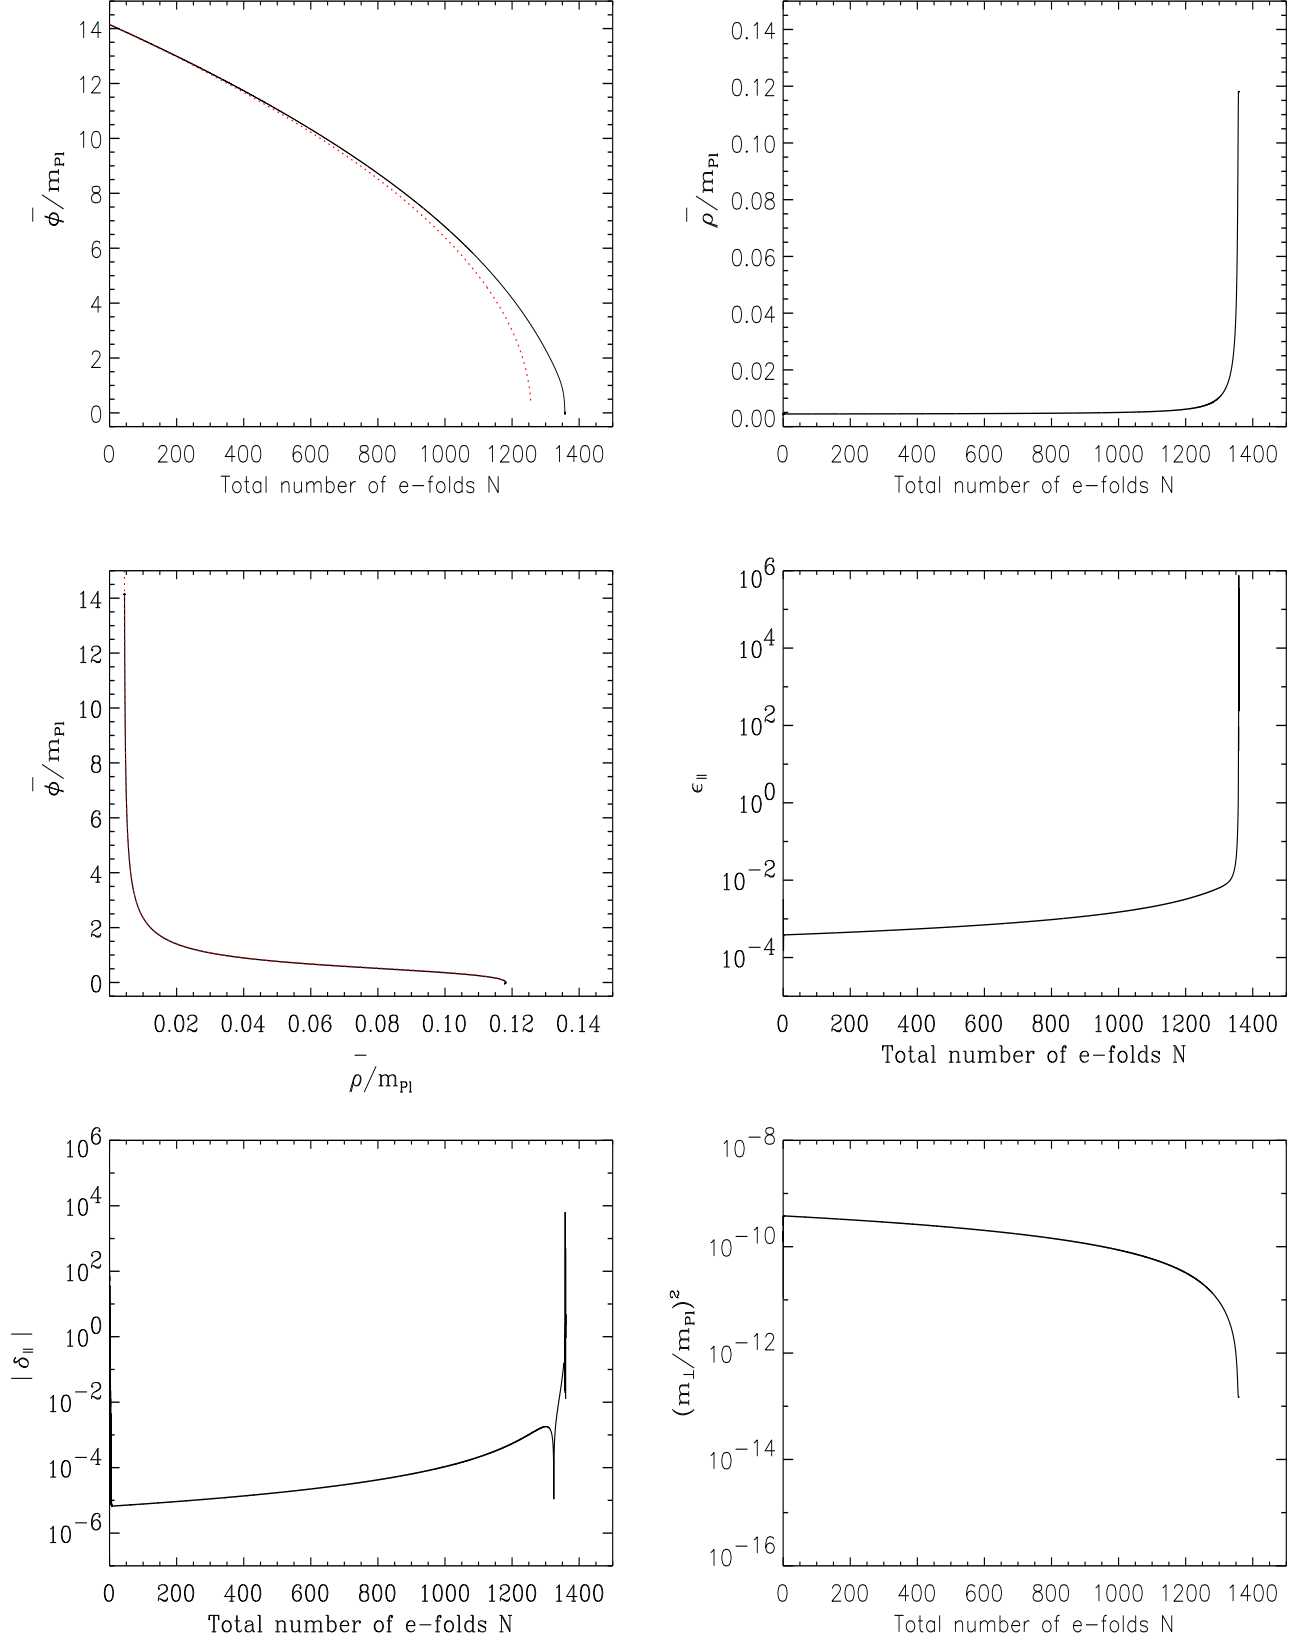 14
12
10
8
6
4
2
0
ϕ̄/m_Pl
0 200 400 600 800 1000 1200 1400
Total number of e−folds N
0.14
0.12
0.10
0.08
0.06
0.04
0.02
0.00
ρ̄/m_Pl
0 200 400 600 800 1000 1200 1400
Total number of e−folds N
14
12
10
8
6
4
2
0
ϕ̄/m_Pl
0.02 0.04 0.06 0.08 0.10 0.12 0.14
ρ̄/m_Pl
10^6
10^4
10^2
10^0
10^−2
10^−4
ϵ_||
0 200 400 600 800 1000 1200 1400
Total number of e−folds N
10^6
10^4
10^2
10^0
10^−2
10^−4
10^−6
|δ_|||
0 200 400 600 800 1000 1200 1400
Total number of e−folds N
10^−8
10^−10
10^−12
10^−14
10^−16
(m_⊥/m_Pl)^2
0 200 400 600 800 1000 1200 1400
Total number of e−folds N